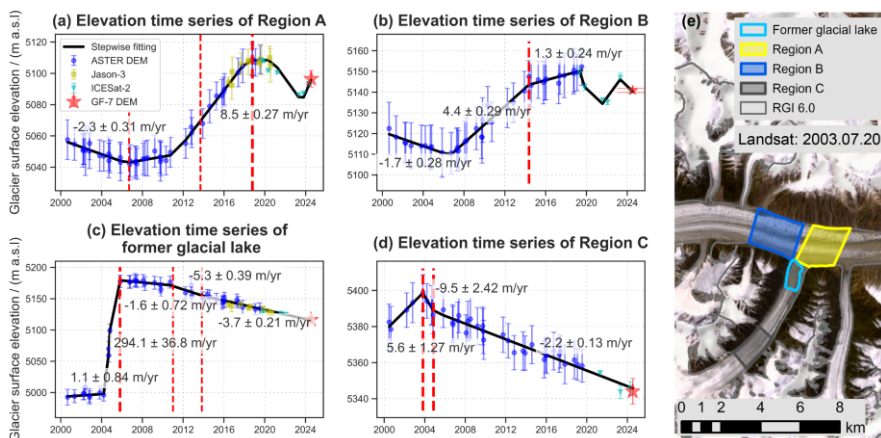 (a) Elevation time series of Region A
Glacier surface elevation / (m a.s.l)
5120
5100
5080
5060
5040
Stepwise fitting
ASTER DEM
Jason-3
ICESat-2
GF-7 DEM
-2.3 ± 0.31 m/yr
8.5 ± 0.27 m/yr
2000 2004 2008 2012 2016 2020 2024
(b) Elevation time series of Region B
5160
5150
5140
5130
5120
5110
5100
1.3 ± 0.24 m/yr
4.4 ± 0.29 m/yr
-1.7 ± 0.28 m/yr
2000 2004 2008 2012 2016 2020 2024
(c) Elevation time series of
former glacial lake
Glacier surface elevation / (m a.s.l)
5200
5150
5100
5050
5000
-5.3 ± 0.39 m/yr
-1.6 ± 0.72 m/yr
-3.7 ± 0.21 m/yr
294.1 ± 36.8 m/yr
1.1 ± 0.84 m/yr
2000 2004 2008 2012 2016 2020 2024
(d) Elevation time series of Region C
5420
5400
5380
5360
5340
-9.5 ± 2.42 m/yr
5.6 ± 1.27 m/yr
-2.2 ± 0.13 m/yr
2000 2004 2008 2012 2016 2020 2024
(e)
Former glacial lake
Region A
Region B
Region C
RGI 6.0
Landsat: 2003.07.20
0 1 2 4 6 8
km